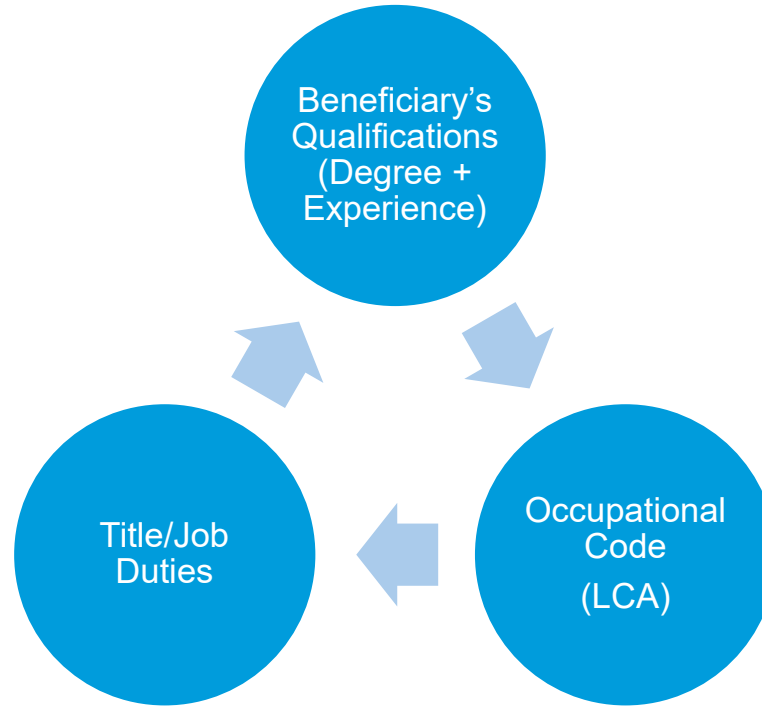 Beneficiary’s
Qualifications
(Degree +
Experience)
Title/Job
Duties
Occupational
Code
(LCA)